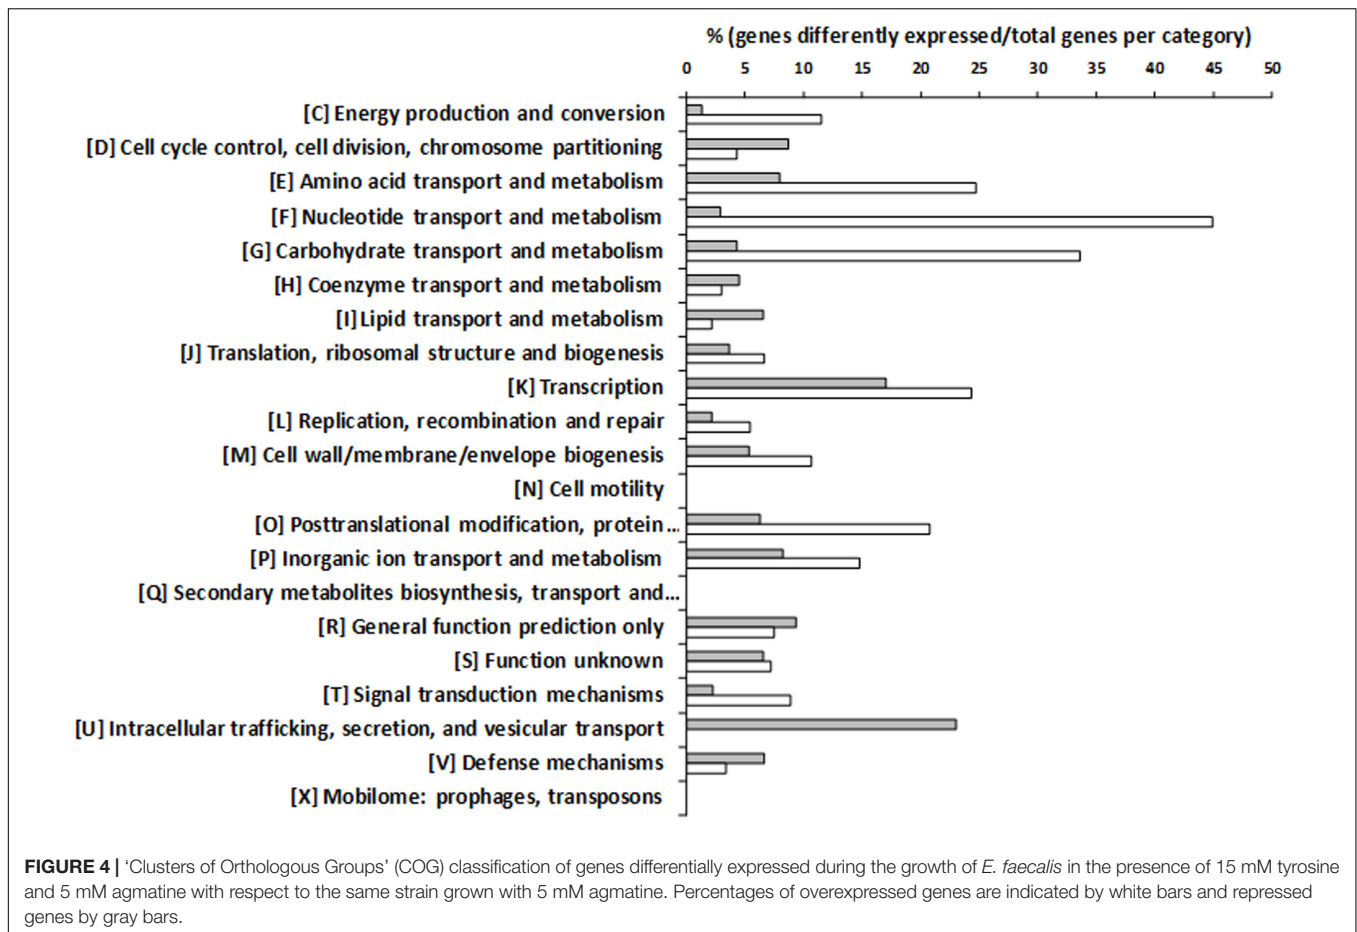 % (genes differently expressed/total genes per category)
0 5 10 15 20 25 30 35 40 45 50
[C] Energy production and conversion
[D] Cell cycle control, cell division, chromosome partitioning
[E] Amino acid transport and metabolism
[F] Nucleotide transport and metabolism
[G] Carbohydrate transport and metabolism
[H] Coenzyme transport and metabolism
[I] Lipid transport and metabolism
[J] Translation, ribosomal structure and biogenesis
[K] Transcription
[L] Replication, recombination and repair
[M] Cell wall/membrane/envelope biogenesis
[N] Cell motility
[O] Posttranslational modification, protein...
[P] Inorganic ion transport and metabolism
[Q] Secondary metabolites biosynthesis, transport and...
[R] General function prediction only
[S] Function unknown
[T] Signal transduction mechanisms
[U] Intracellular trafficking, secretion, and vesicular transport
[V] Defense mechanisms
[X] Mobilome: prophages, transposons
FIGURE 4 | 'Clusters of Orthologous Groups' (COG) classification of genes differentially expressed during the growth of E. faecalis in the presence of 15 mM tyrosine
and 5 mM agmatine with respect to the same strain grown with 5 mM agmatine. Percentages of overexpressed genes are indicated by white bars and repressed
genes by gray bars.